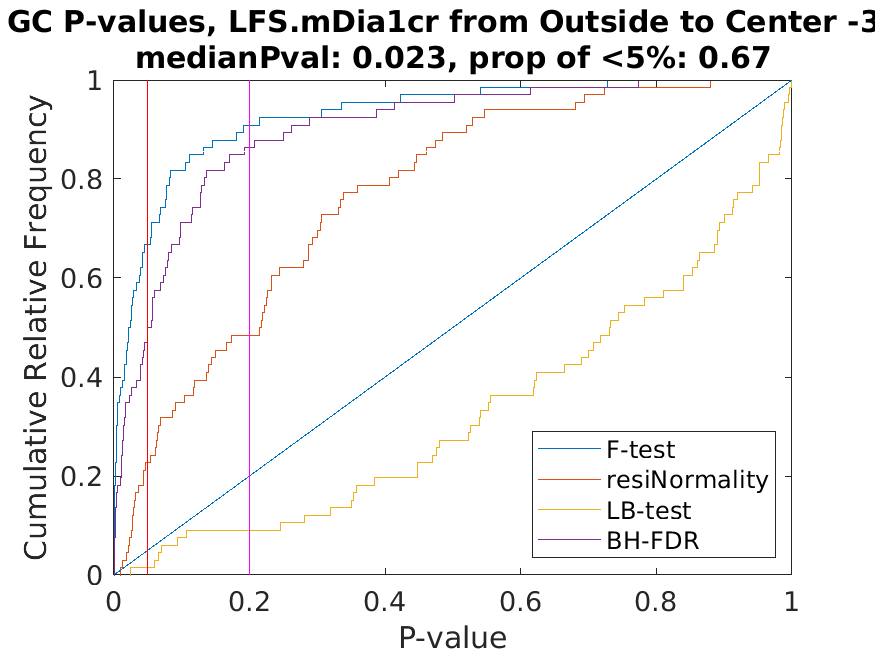 GC P-values, LFS.mDia1cr from Outside to Center -3
medianPval: 0.023, prop of <5%: 0.67
1
0.8
0.6
0.4
0.2
0
Cumulative Relative Frequency
F-test
resiNormality
LB-test
BH-FDR
0
0.2
0.4
0.6
0.8
1
P-value